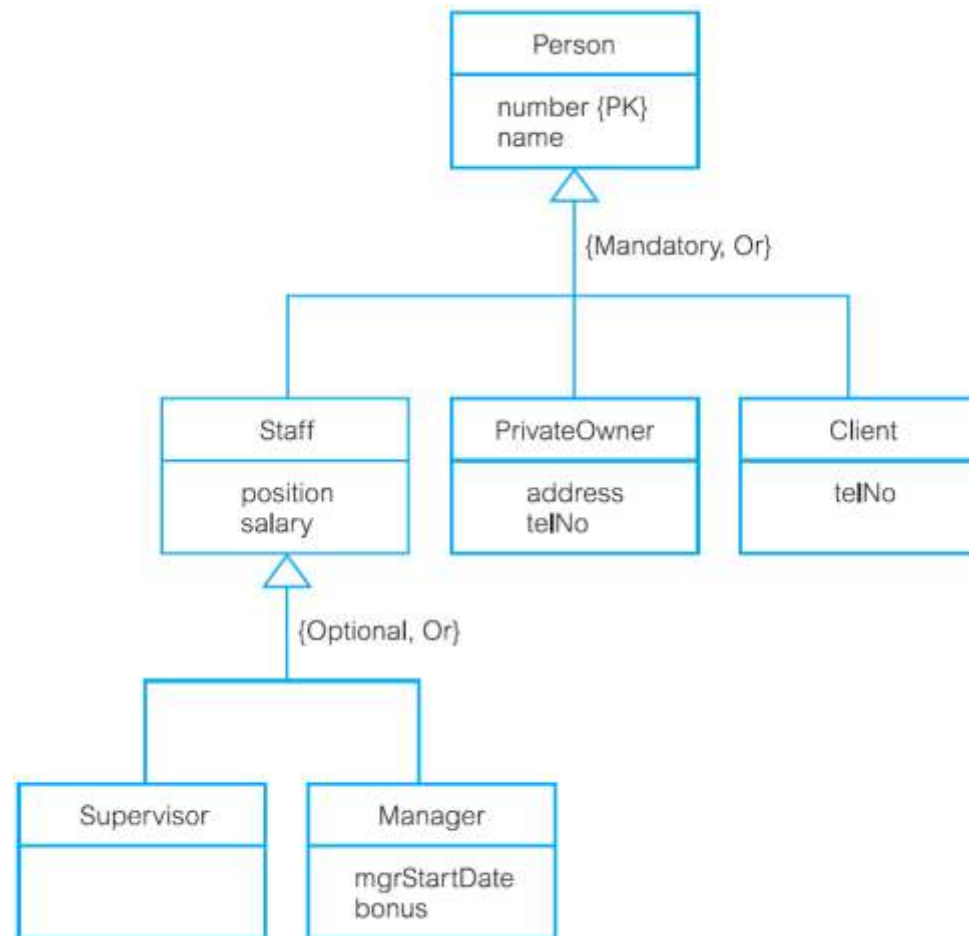 Person
number {PK}
name
{Mandatory, Or}
Staff
position
salary
PrivateOwner
address
telNo
Client
telNo
{Optional, Or}
Supervisor
Manager
mgrStartDate
bonus